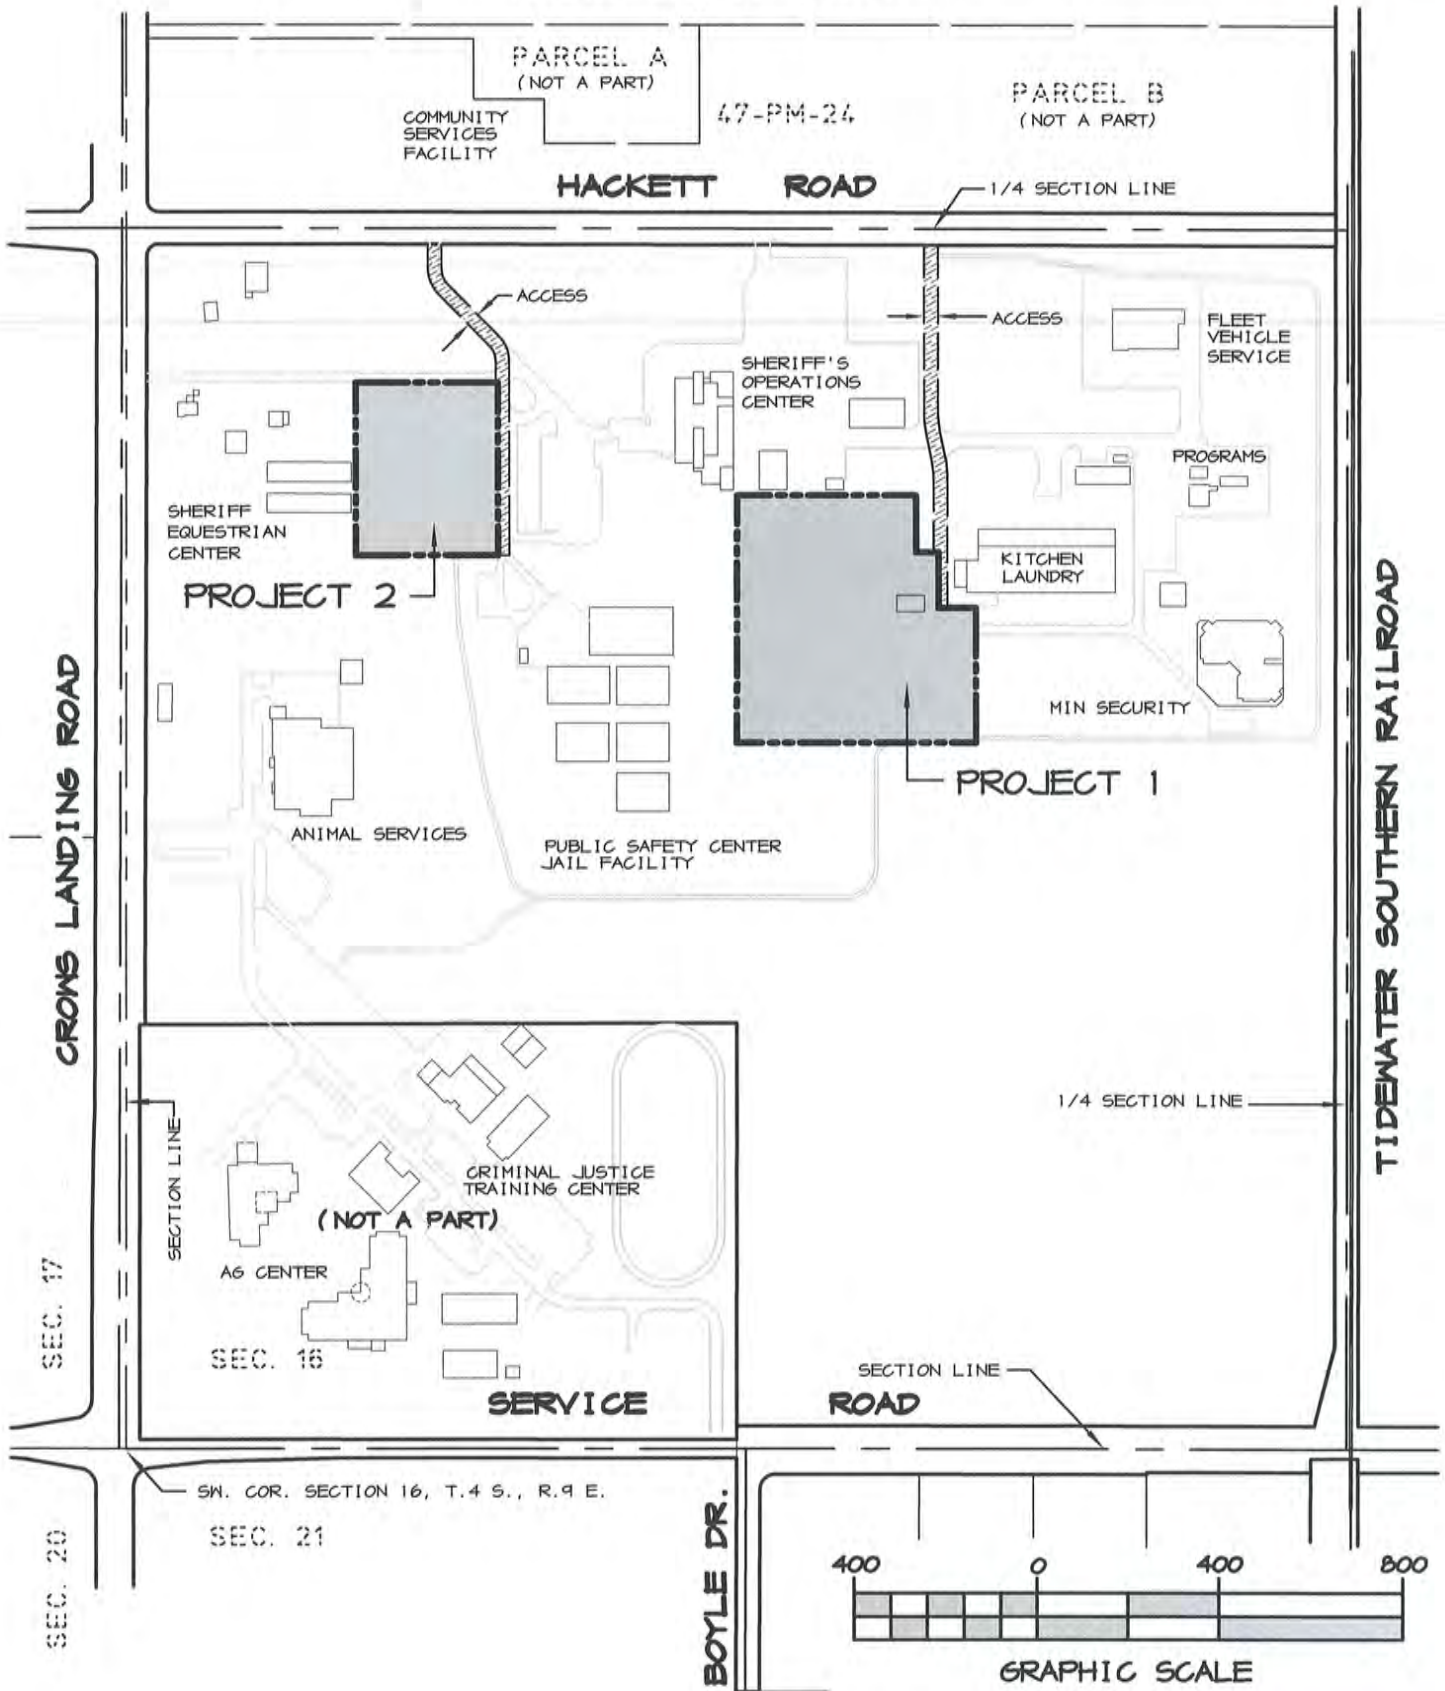 PARCEL A
(NOT A PART)
COMMUNITY
SERVICES
FACILITY
47-PM-24
PARCEL B
(NOT A PART)
HACKETT ROAD
1/4 SECTION LINE
ACCESS
ACCESS
FLEET
VEHICLE
SERVICE
SHERIFF'S
OPERATIONS
CENTER
PROGRAMS
SHERIFF
EQUESTRIAN
CENTER
KITCHEN
LAUNDRY
PROJECT 2
MIN SECURITY
PROJECT 1
ANIMAL SERVICES
PUBLIC SAFETY CENTER
JAIL FACILITY
CROWS LANDING ROAD
TIDEWATER SOUTHERN RAILROAD
1/4 SECTION LINE
SECTION LINE
CRIMINAL JUSTICE
TRAINING CENTER
(NOT A PART)
AG CENTER
SEC. 17
SEC. 16
SECTION LINE
SERVICE ROAD
SW. COR. SECTION 16, T.4 S., R.9 E.
SEC. 20
SEC. 21
BOYLE DR.
400 0 400 800
GRAPHIC SCALE